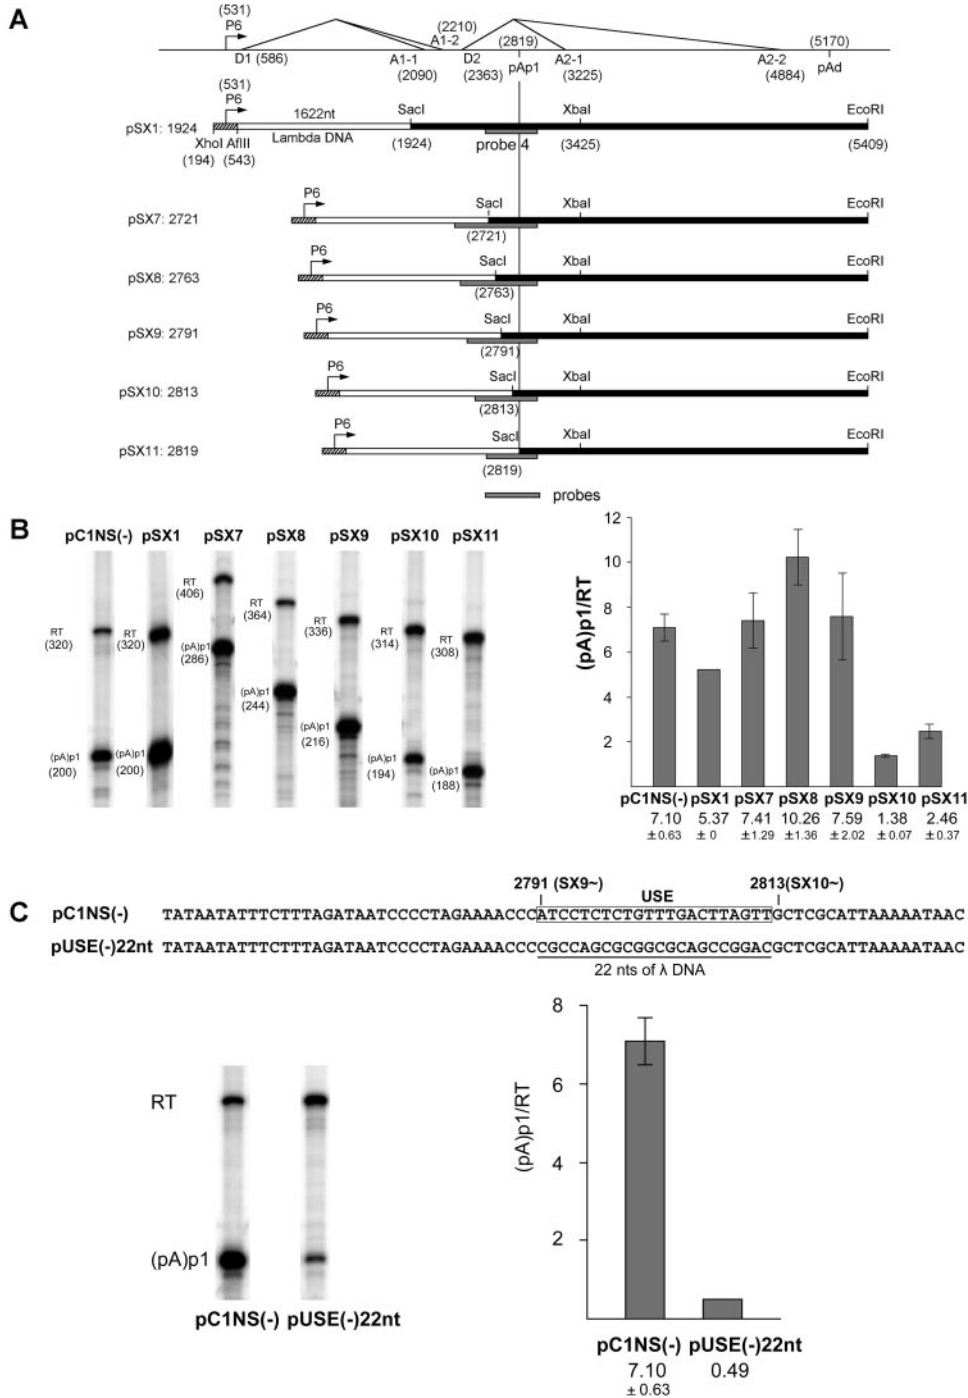 A
(531)
P6
D1 (586)
A1-1
(2090)
(2210)
A1-2
D2
(2363)
(2819)
pAp1
A2-1
(3225)
A2-2
(4884)
(5170)
pAd
(531)
P6
1622nt
SacI
XbaI
EcoRI
pSX1: 1924
XhoI AflII
Lambda DNA
(194) (543)
(1924)
probe 4
(3425)
(5409)
P6
SacI
XbaI
EcoRI
pSX7: 2721
(2721)
P6
SacI
XbaI
EcoRI
pSX8: 2763
(2763)
P6
SacI
XbaI
EcoRI
pSX9: 2791
(2791)
P6
SacI
XbaI
EcoRI
pSX10: 2813
(2813)
P6
SacI
XbaI
EcoRI
pSX11: 2819
(2819)
probes
B
pC1NS(-) pSX1 pSX7 pSX8 pSX9 pSX10 pSX11
RT
(320)
(pA)p1
(200)
RT
(320)
(pA)p1
(200)
RT
(406)
(pA)p1
(286)
RT
(364)
(pA)p1
(244)
RT
(336)
(pA)p1
(216)
RT
(314)
(pA)p1
(194)
RT
(308)
(pA)p1
(188)
(pA)p1/RT
12
10
8
6
4
2
pC1NS(-) pSX1 pSX7 pSX8 pSX9 pSX10 pSX11
7.10 5.37 7.41 10.26 7.59 1.38 2.46
±0.63 ±0 ±1.29 ±1.36 ±2.02 ±0.07 ±0.37
C
2791 (SX9~)
USE
2813(SX10~)
pC1NS(-) TATAATATTTCTTTAGATAATCCCCTAGAAAACCCATCCTCTCTGTTTGACTTAGTTGCTCGCATTAAAAATAAC
pUSE(-)22nt TATAATATTTCTTTAGATAATCCCCTAGAAAACCCCGCCAGCGCGGCGCAGCCGGACGCTCGCATTAAAAATAAC
22 nts of λ DNA
RT
(pA)p1
pC1NS(-) pUSE(-)22nt
(pA)p1/RT
8
6
4
2
pC1NS(-) pUSE(-)22nt
7.10 0.49
±0.63